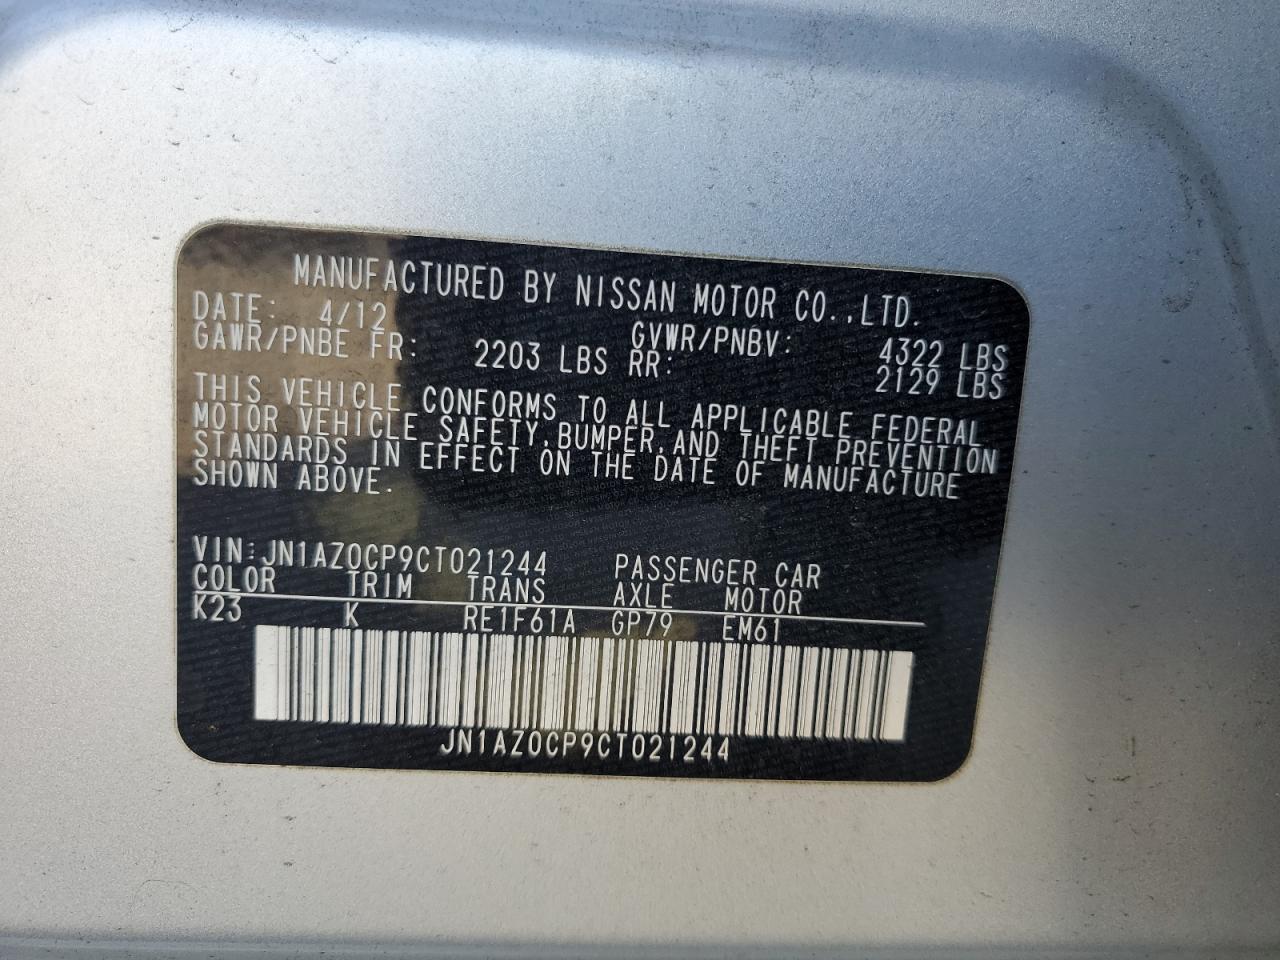 MANUFACTURED BY NISSAN MOTOR CO.,LTD.
DATE: 4/12 GVWR/PNBV: 4322 LBS
GAWR/PNBE FR: 2203 LBS RR: 2129 LBS
THIS VEHICLE CONFORMS TO ALL APPLICABLE FEDERAL
MOTOR VEHICLE SAFETY,BUMPER,AND THEFT PREVENTION
STANDARDS IN EFFECT ON THE DATE OF MANUFACTURE
SHOWN ABOVE.
VIN:JN1AZ0CP9CT021244 PASSENGER CAR
COLOR TRIM TRANS AXLE MOTOR
K23 K RE1F61A GP79 EM61
JN1AZ0CP9CT021244